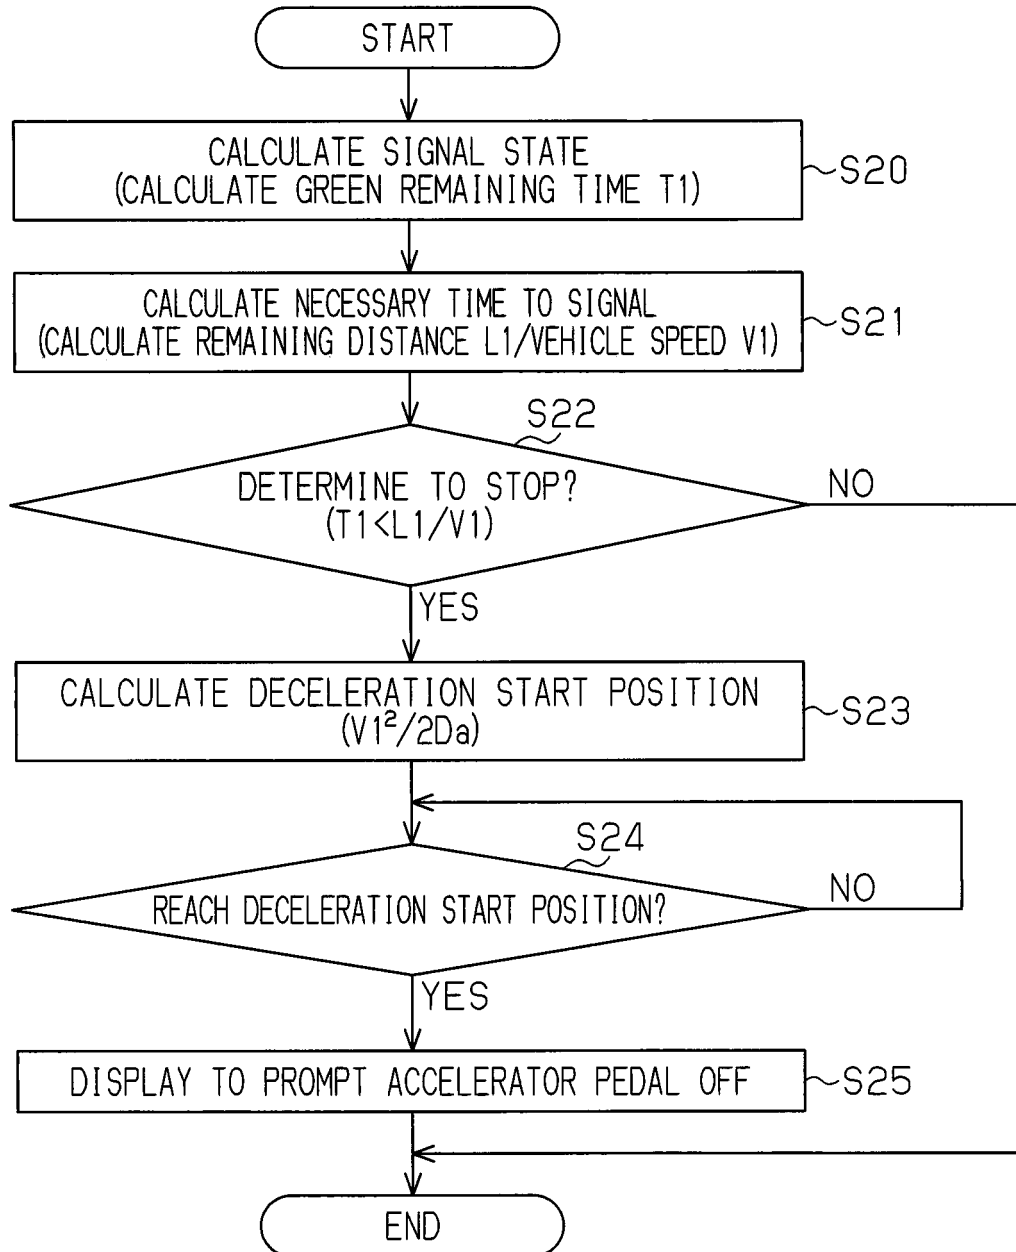 START
CALCULATE SIGNAL STATE
(CALCULATE GREEN REMAINING TIME T1)
S20
CALCULATE NECESSARY TIME TO SIGNAL
(CALCULATE REMAINING DISTANCE L1/VEHICLE SPEED V1)
S21
S22
DETERMINE TO STOP?
(T1<L1/V1)
NO
YES
CALCULATE DECELERATION START POSITION
(V1²/2Da)
S23
S24
REACH DECELERATION START POSITION?
NO
YES
DISPLAY TO PROMPT ACCELERATOR PEDAL OFF
S25
END